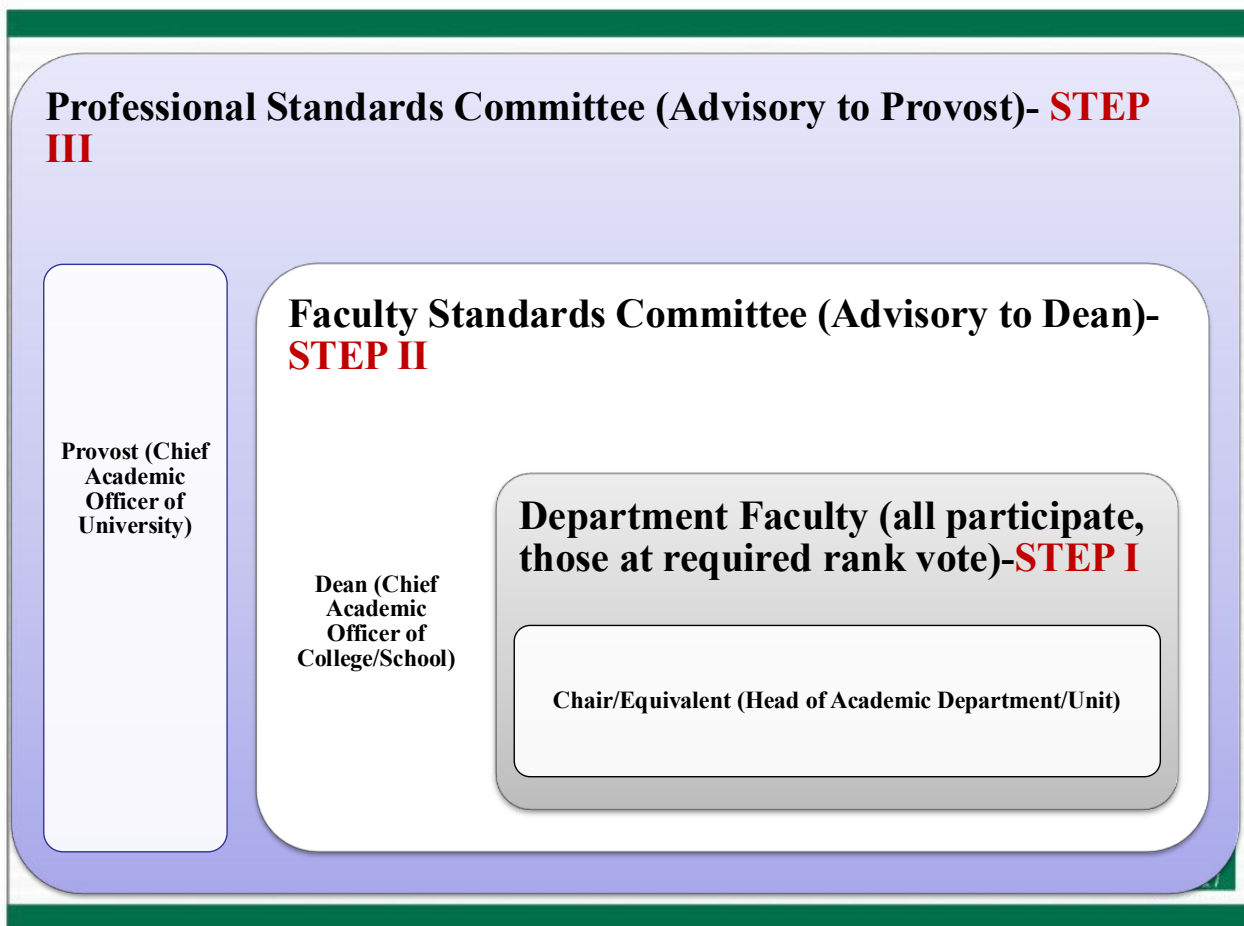 Professional Standards Committee (Advisory to Provost)- STEP
III
Faculty Standards Committee (Advisory to Dean)-
STEP II
Provost (Chief
Academic
Officer of
University)
Department Faculty (all participate,
those at required rank vote)-STEP I
Dean (Chief
Academic
Officer of
College/School)
Chair/Equivalent (Head of Academic Department/Unit)